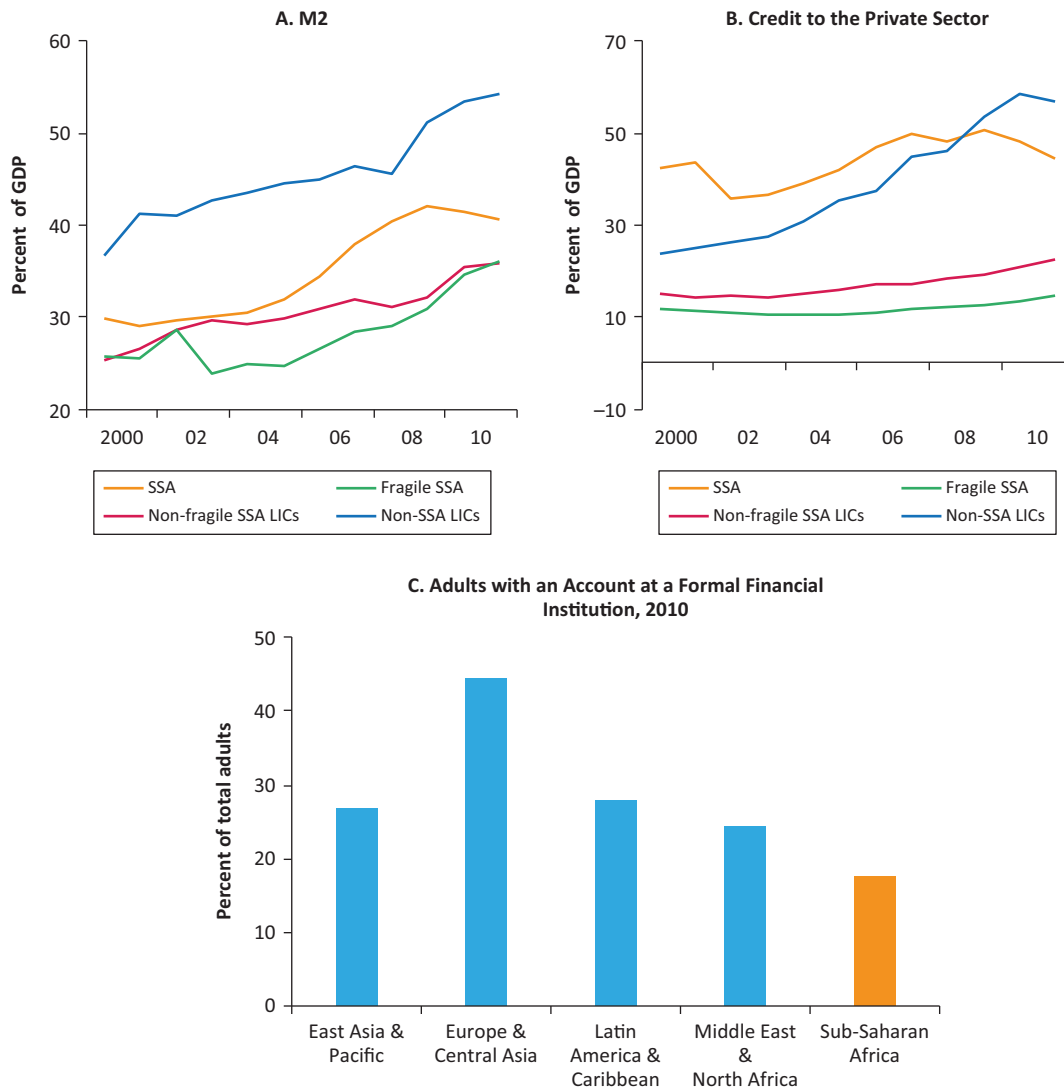 A. M2
Percent of GDP
60
50
40
30
20
2000 02 04 06 08 10
SSA
Fragile SSA
Non-fragile SSA LICs
Non-SSA LICs
B. Credit to the Private Sector
Percent of GDP
70
50
30
10
–10
2000 02 04 06 08 10
SSA
Fragile SSA
Non-fragile SSA LICs
Non-SSA LICs
C. Adults with an Account at a Formal Financial
Institution, 2010
Percent of total adults
50
40
30
20
10
0
East Asia &
Pacific
Europe &
Central Asia
Latin
America &
Caribbean
Middle East
&
North Africa
Sub-Saharan
Africa